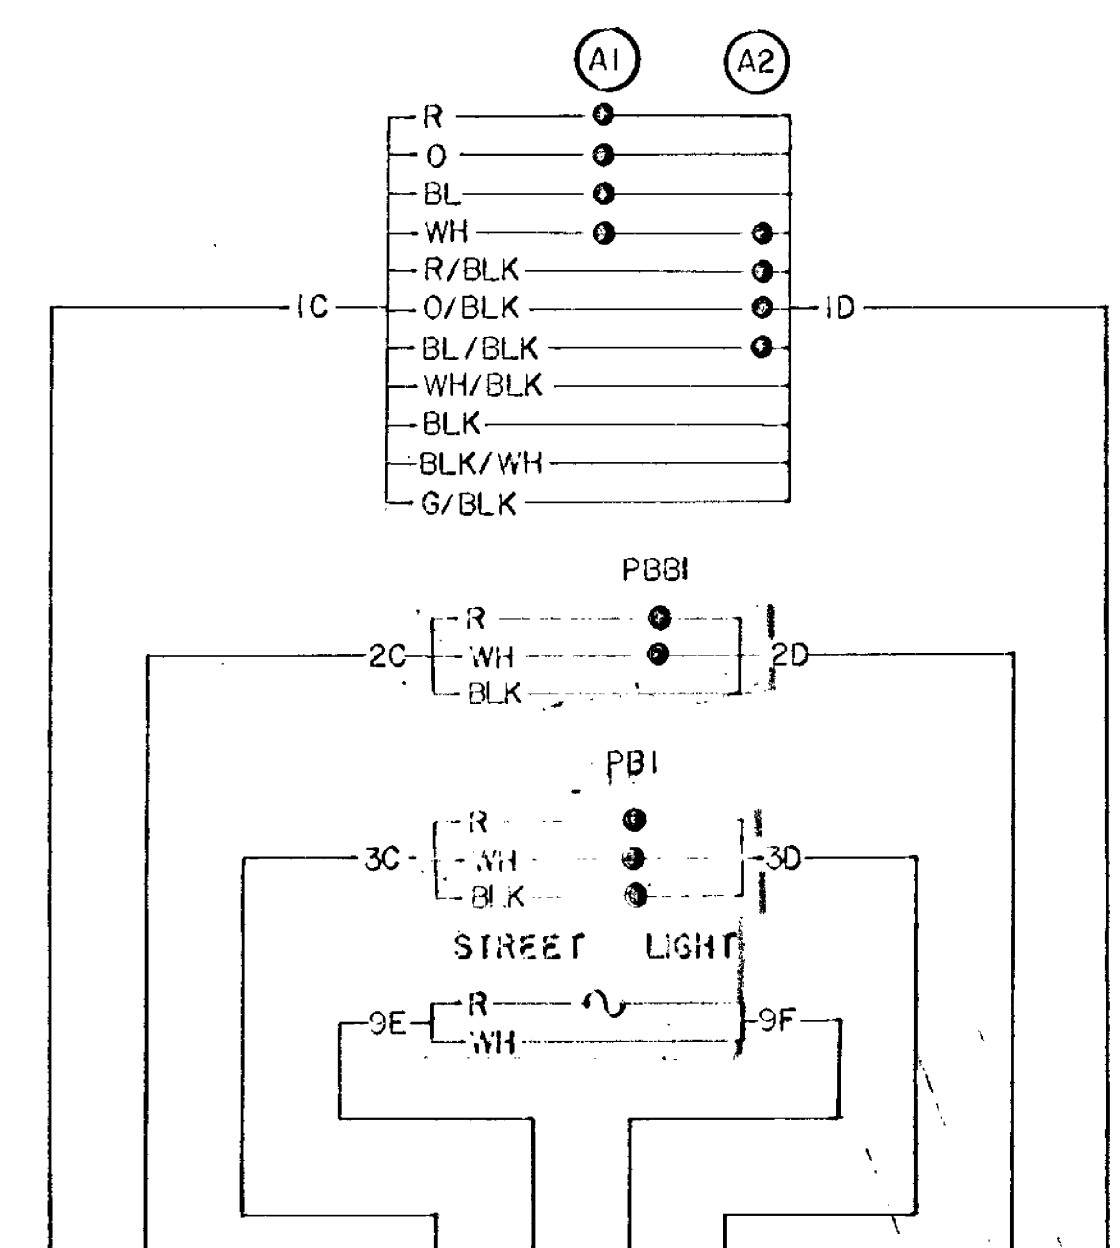 A1 A2
R
O
BL
WH
R/BLK
1C O/BLK 1D
BL/BLK
WH/BLK
BLK
BLK/WH
G/BLK
PBB1
R
2C WH 2D
BLK
PB1
R
3C WH 3D
BLK
STREET LIGHT
R
9E 9F
WH